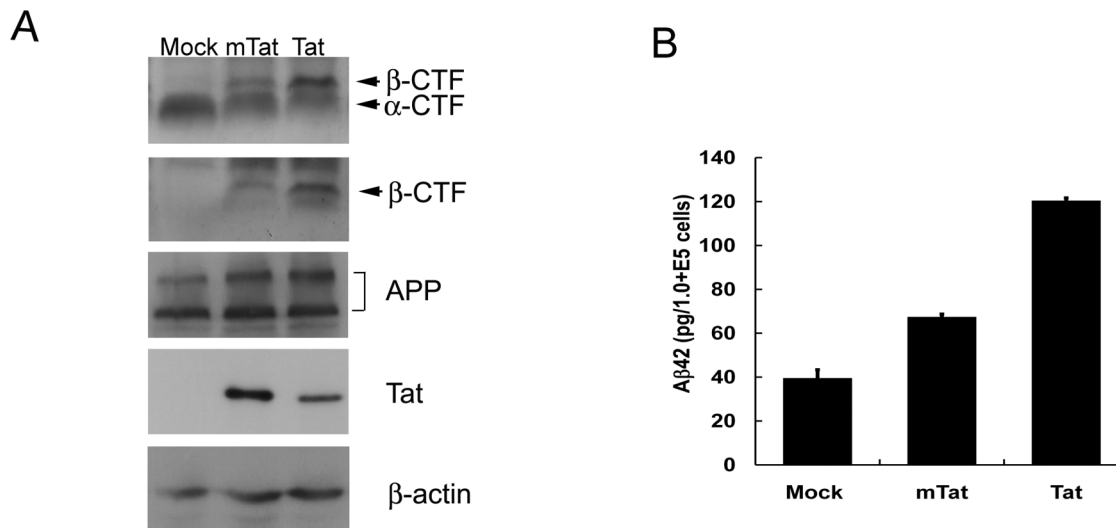 A
Mock mTat Tat
β-CTF
α-CTF
β-CTF
APP
Tat
β-actin
B
Aβ42 (pg/1.0+E5 cells)
140
120
100
80
60
40
20
0
Mock mTat Tat